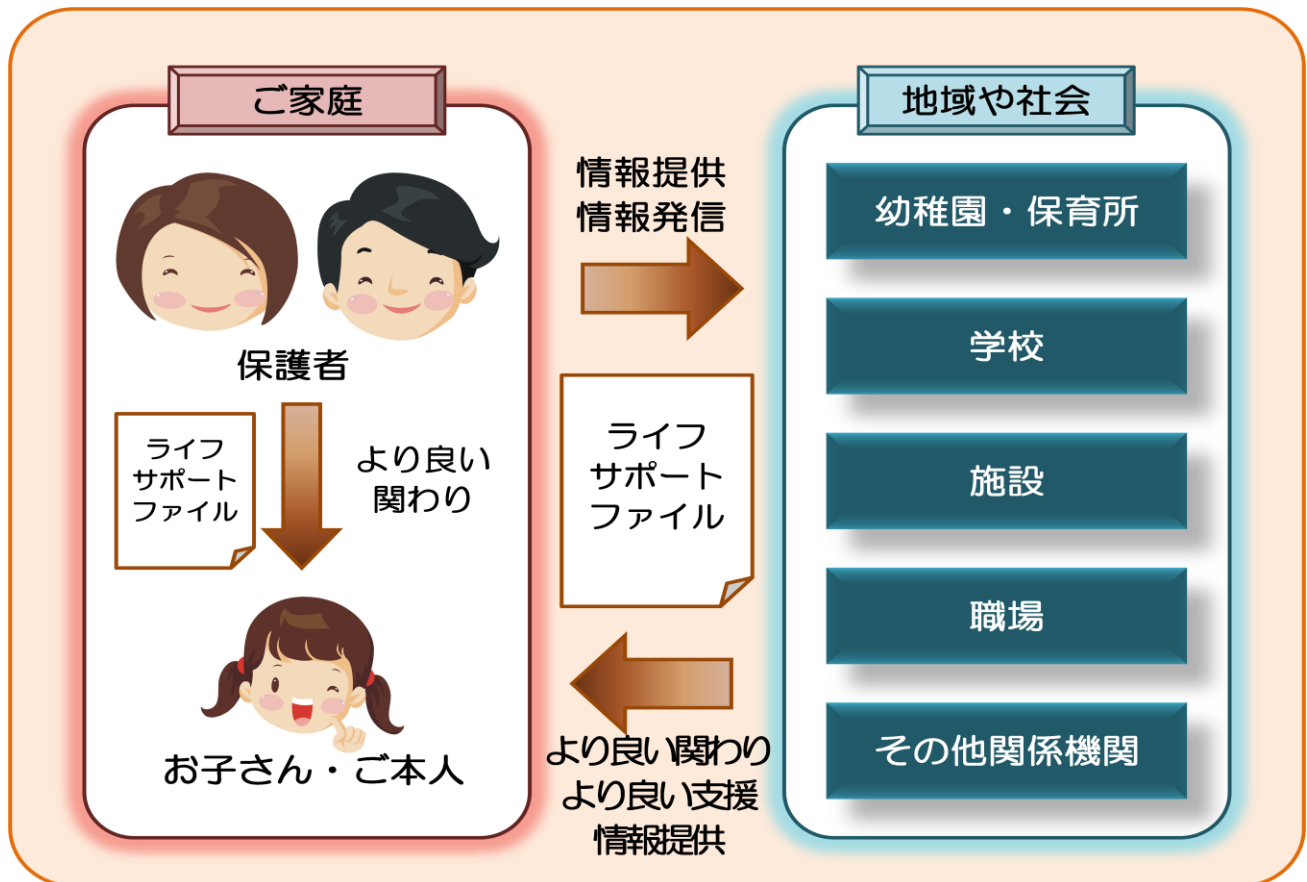 ご家庭
保護者
ライフ
サポート
ファイル
より良い
関わり
お子さん・ご本人
情報提供
情報発信
ライフ
サポート
ファイル
より良い関わり
より良い支援
情報提供
地域や社会
幼稚園・保育所
学校
施設
職場
その他関係機関